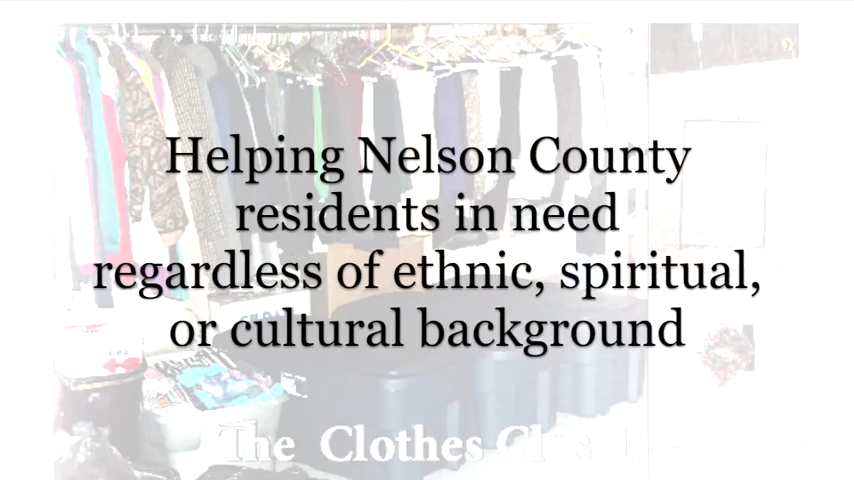 Helping Nelson County
residents in need
regardless of ethnic, spiritual,
or cultural background
The Clothes